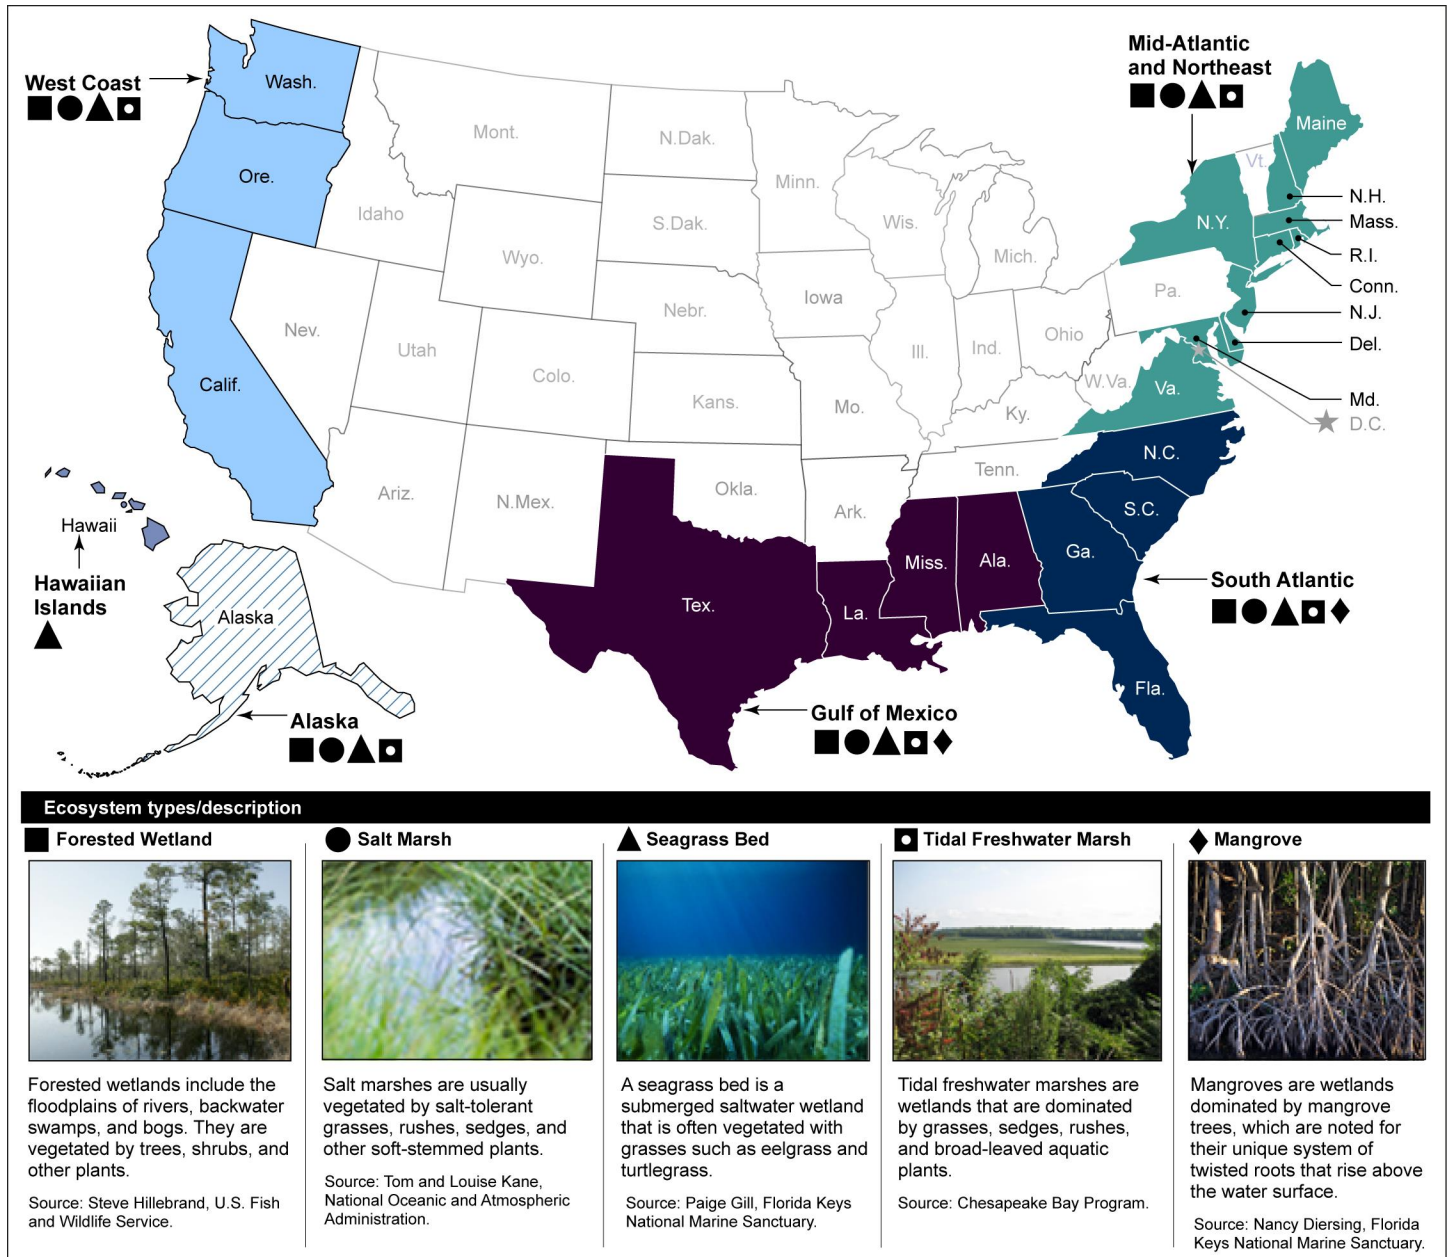 West Coast
Wash.
Ore.
Calif.
Mont.
Idaho
Wyo.
Nev.
Utah
Colo.
Ariz.
N.Mex.
N.Dak.
S.Dak.
Nebr.
Kans.
Okla.
Minn.
Iowa
Mo.
Ark.
Wis.
Ill.
Mich.
Ind.
Ohio
Ky.
Tenn.
W.Va.
Pa.
Vt.
Mid-Atlantic
and Northeast
Maine
N.Y.
N.H.
Mass.
R.I.
Conn.
N.J.
Del.
Md.
D.C.
Va.
N.C.
S.C.
Ga.
Fla.
South Atlantic
Tex.
La.
Miss.
Ala.
Gulf of Mexico
Hawaii
Hawaiian
Islands
Alaska
Alaska
Ecosystem types/description
Forested Wetland
Forested wetlands include the
floodplains of rivers, backwater
swamps, and bogs. They are
vegetated by trees, shrubs, and
other plants.
Source: Steve Hillebrand, U.S. Fish
and Wildlife Service.
Salt Marsh
Salt marshes are usually
vegetated by salt-tolerant
grasses, rushes, sedges, and
other soft-stemmed plants.
Source: Tom and Louise Kane,
National Oceanic and Atmospheric
Administration.
Seagrass Bed
A seagrass bed is a
submerged saltwater wetland
that is often vegetated with
grasses such as eelgrass and
turtlegrass.
Source: Paige Gill, Florida Keys
National Marine Sanctuary.
Tidal Freshwater Marsh
Tidal freshwater marshes are
wetlands that are dominated
by grasses, sedges, rushes,
and broad-leaved aquatic
plants.
Source: Chesapeake Bay Program.
Mangrove
Mangroves are wetlands
dominated by mangrove
trees, which are noted for
their unique system of
twisted roots that rise above
the water surface.
Source: Nancy Diersing, Florida
Keys National Marine Sanctuary.